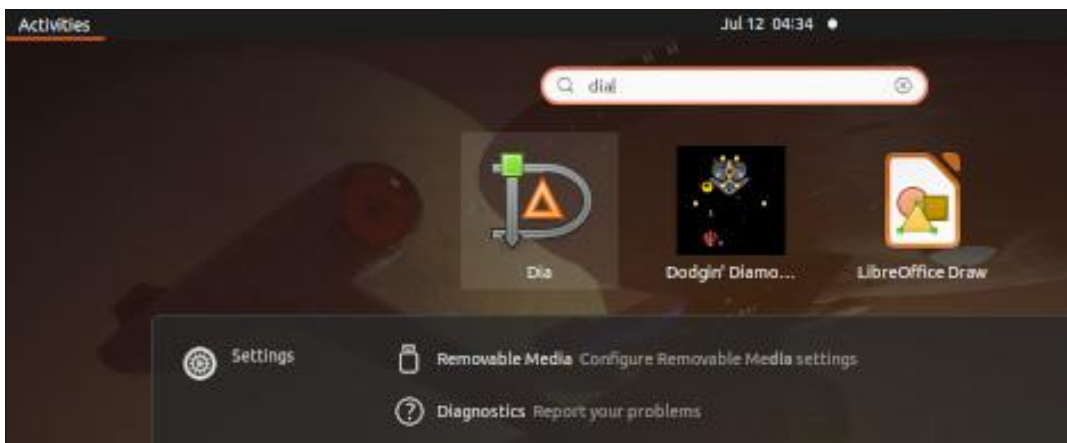 Activities
Jul 12 04:34
dia
Dia
Dodgin' Diamo...
LibreOffice Draw
Settings
Removable Media Configure Removable Media settings
Diagnostics Report your problems